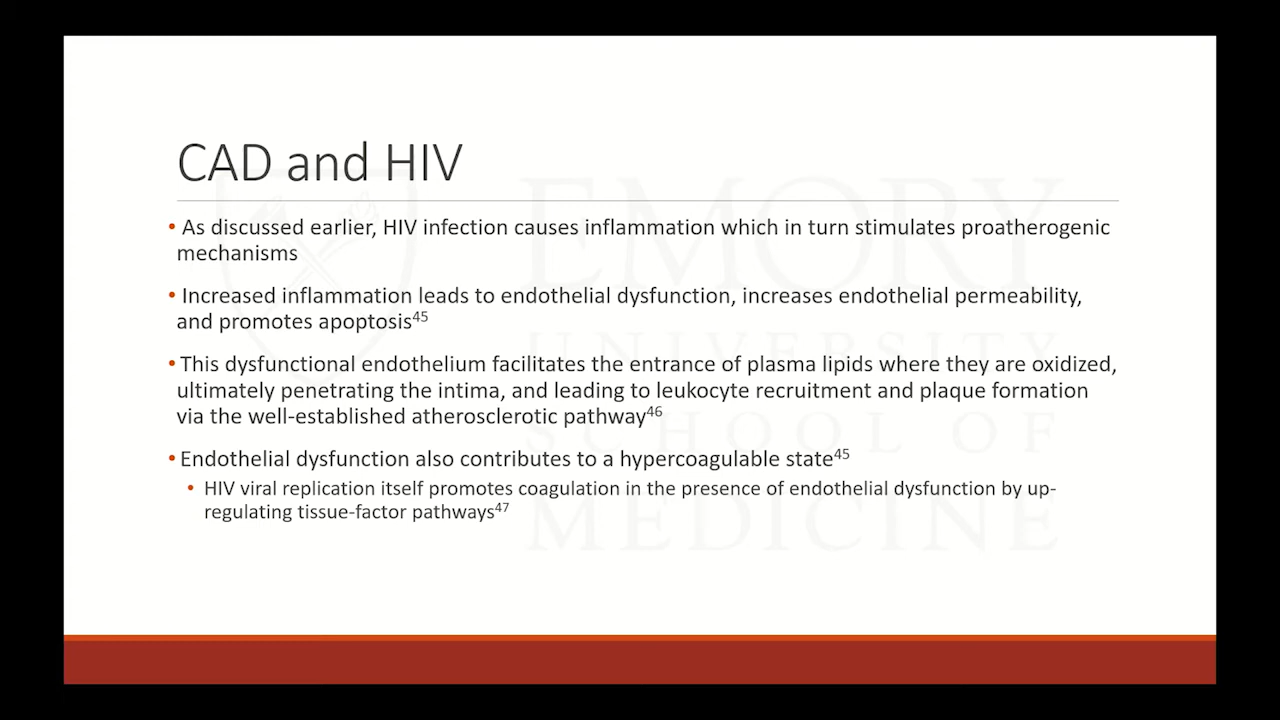 CAD and HIV
• As discussed earlier, HIV infection causes inflammation which in turn stimulates proatherogenic
mechanisms
• Increased inflammation leads to endothelial dysfunction, increases endothelial permeability,
and promotes apoptosis45
• This dysfunctional endothelium facilitates the entrance of plasma lipids where they are oxidized,
ultimately penetrating the intima, and leading to leukocyte recruitment and plaque formation
via the well-established atherosclerotic pathway46
• Endothelial dysfunction also contributes to a hypercoagulable state45
• HIV viral replication itself promotes coagulation in the presence of endothelial dysfunction by up-
regulating tissue-factor pathways47
EMORY
UNIVERSITY
SCHOOL OF
MEDICINE